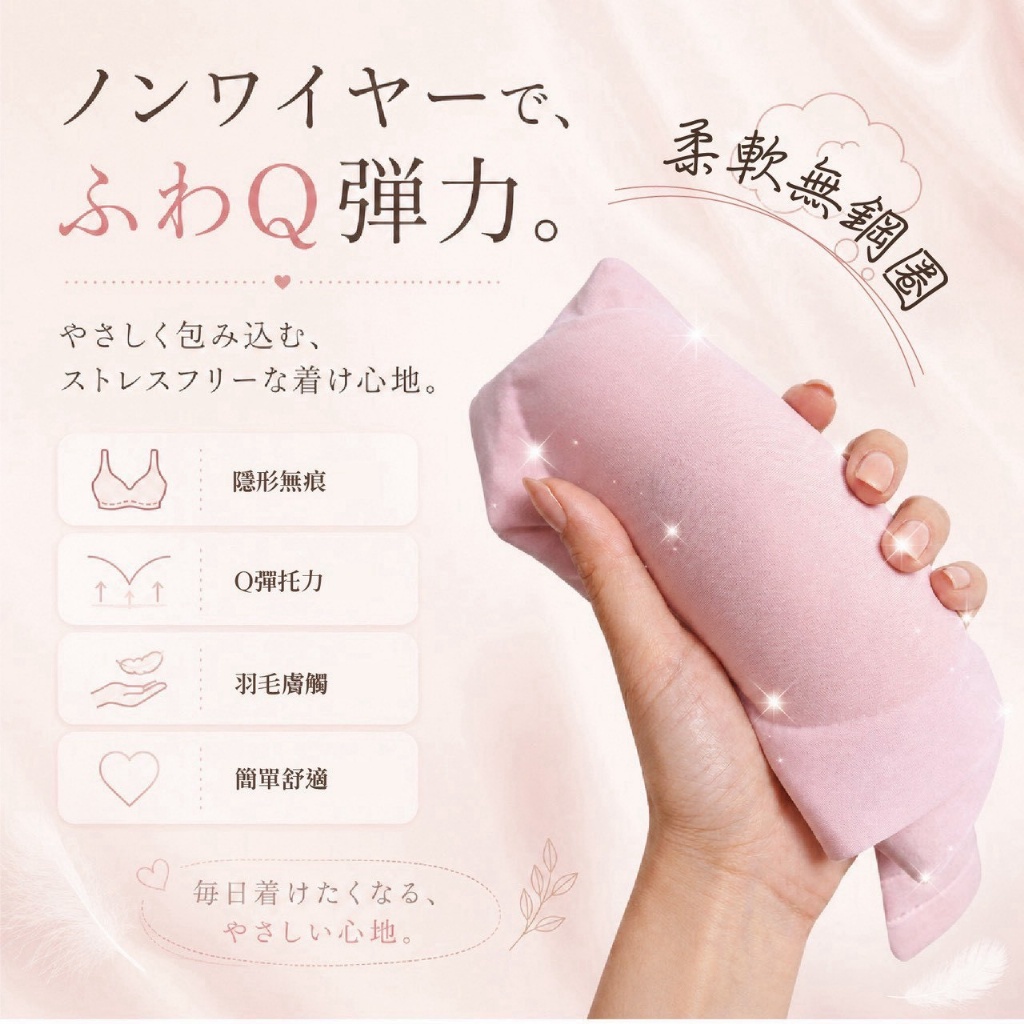 ノンワイヤーで、
ふわQ弾力。
柔軟無鋼圈
やさしく包み込む、
ストレスフリーな着け心地。
隱形無痕
Q彈托力
羽毛膚觸
簡單舒適
毎日着けたくなる、
やさしい心地。